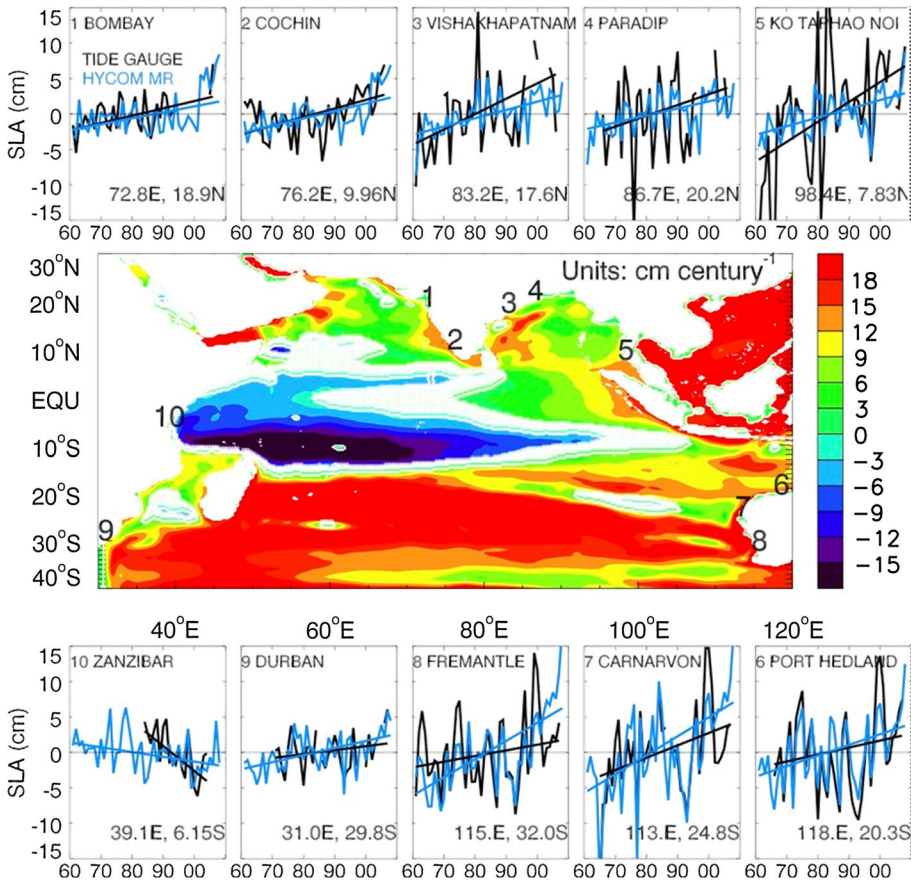 1 BOMBAY
2 COCHIN
3 VISHAKHAPATNAM
4 PARADIP
5 KO TAPHAO NOI
TIDE GAUGE
HYCOM MR
SLA (cm)
15
10
5
0
-5
-10
-15
72.8E, 18.9N
76.2E, 9.96N
83.2E, 17.6N
86.7E, 20.2N
98.4E, 7.83N
60 70 80 90 00
60 70 80 90 00
60 70 80 90 00
60 70 80 90 00
60 70 80 90 00
Units: cm century-1
30°N
20°N
10°N
EQU
10°S
20°S
30°S
40°S
1
2
3
4
5
10
6
7
8
9
18
15
12
9
6
3
0
-3
-6
-9
-12
-15
40°E 60°E 80°E 100°E 120°E
10 ZANZIBAR
9 DURBAN
8 FREMANTLE
7 CARNARVON
6 PORT HEDLAND
SLA (cm)
15
10
5
0
-5
-10
-15
39.1E, 6.15S
31.0E, 29.8S
115.E, 32.0S
113.E, 24.8S
118.E, 20.3S
60 70 80 90 00
60 70 80 90 00
60 70 80 90 00
60 70 80 90 00
60 70 80 90 00